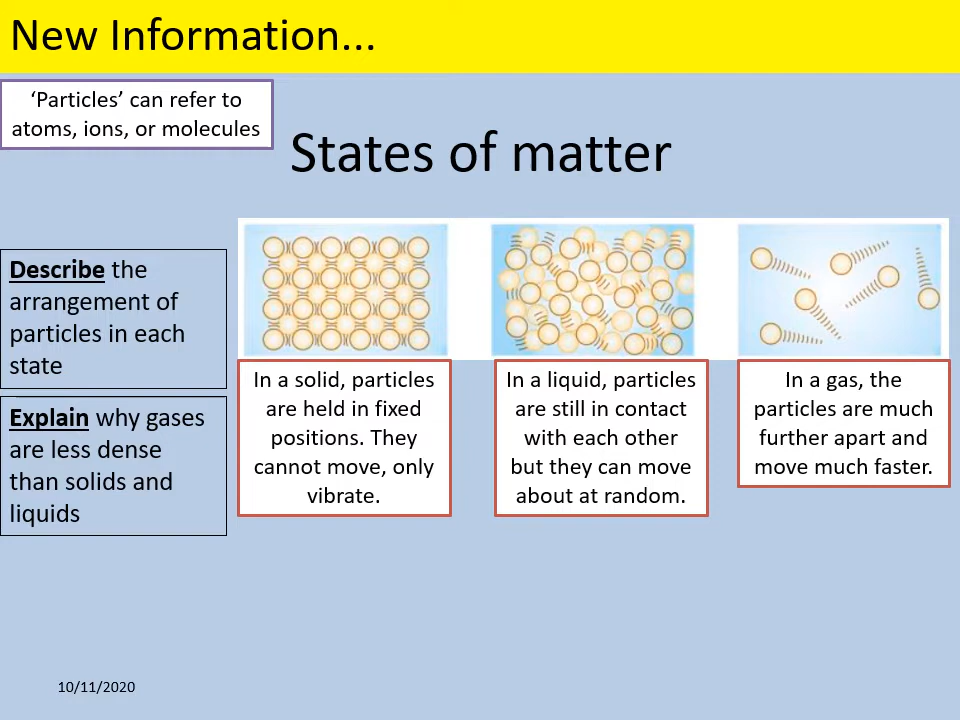 New Information...
‘Particles’ can refer to
atoms, ions, or molecules
States of matter
Describe the
arrangement of
particles in each
state
Explain why gases
are less dense
than solids and
liquids
In a solid, particles
are held in fixed
positions. They
cannot move, only
vibrate.
In a liquid, particles
are still in contact
with each other
but they can move
about at random.
In a gas, the
particles are much
further apart and
move much faster.
10/11/2020